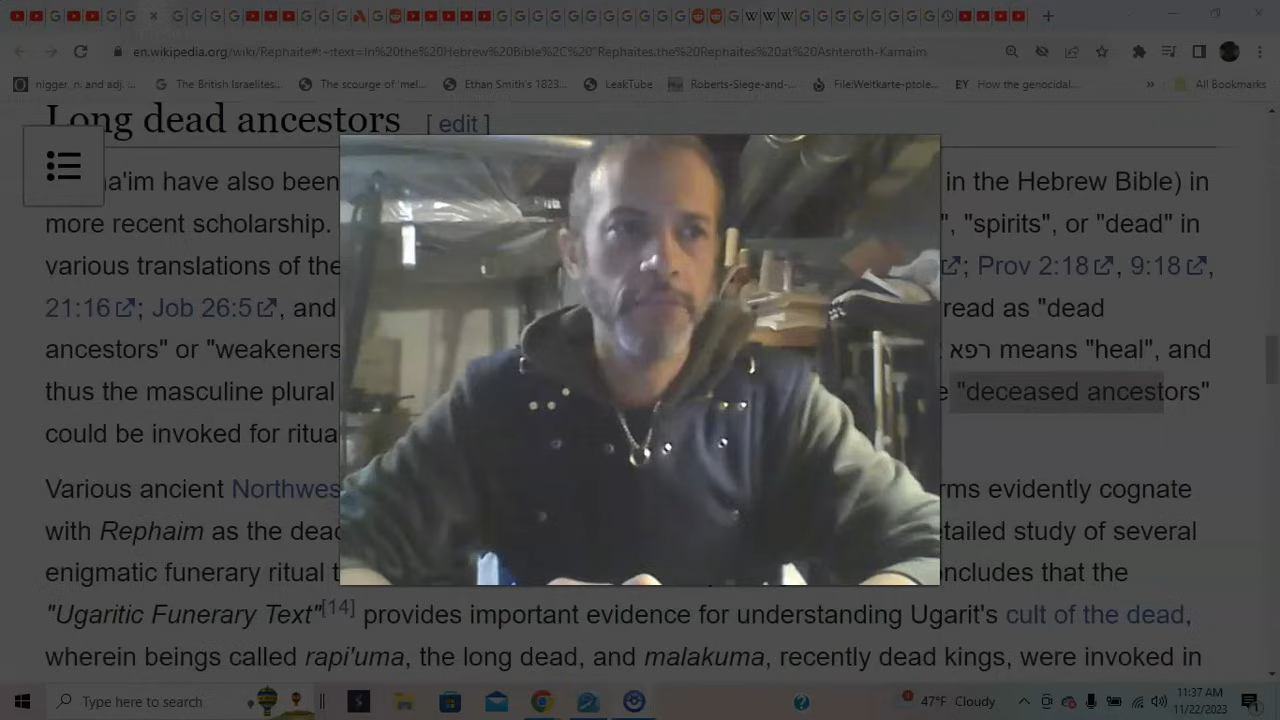 en.wikipedia.org/wiki/Rephaite#:~:text=In%20the%20Hebrew%20Bible%2C%20"Rephaites,the%20Rephaites%20at%20Ashteroth-Karnaim
nigger, n. and adj. :... The British Israelites... The scourge of 'mel... Ethan Smith's 1823... LeakTube Roberts-Siege-and-... File:Weltkarte-ptole... EY How the genocidal... » All Bookmarks
Long dead ancestors [ edit ]
a'im have also been in the Hebrew Bible) in
more recent scholarship. ", "spirits", or "dead" in
various translations of the ; Prov 2:18, 9:18,
21:16; Job 26:5, and read as "dead
ancestors" or "weakeners רפא means "heal", and
thus the masculine plural "deceased ancestors"
could be invoked for ritua
Various ancient Northwes rms evidently cognate
with Rephaim as the dead etailed study of several
enigmatic funerary ritual t oncludes that the
"Ugaritic Funerary Text"[14] provides important evidence for understanding Ugarit's cult of the dead,
wherein beings called rapi'uma, the long dead, and malakuma, recently dead kings, were invoked in
Type here to search 47°F Cloudy 11:37 AM
11/22/2023